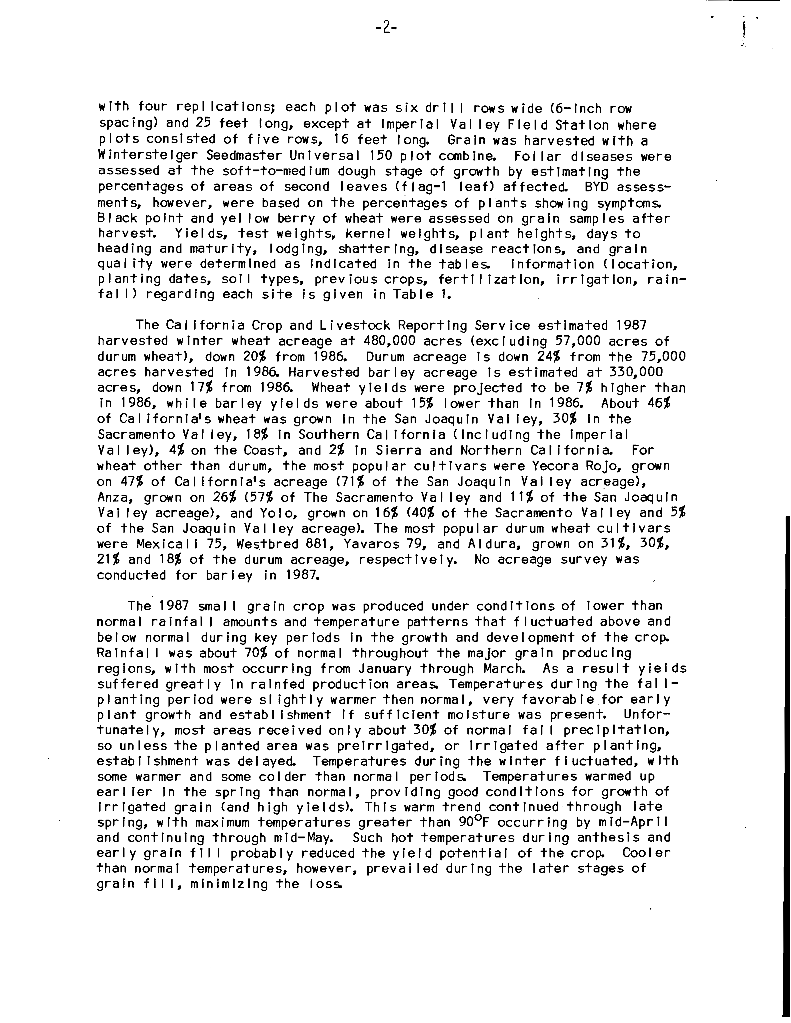 -2-
with four replications; each plot was six drill rows wide (6-inch row
spacing) and 25 feet long, except at Imperial Valley Field Station where
plots consisted of five rows, 16 feet long. Grain was harvested with a
Wintersteiger Seedmaster Universal 150 plot combine. Foliar diseases were
assessed at the soft-to-medium dough stage of growth by estimating the
percentages of areas of second leaves (flag-1 leaf) affected. BYD assess-
ments, however, were based on the percentages of plants showing symptoms.
Black point and yellow berry of wheat were assessed on grain samples after
harvest. Yields, test weights, kernel weights, plant heights, days to
heading and maturity, lodging, shattering, disease reactions, and grain
quality were determined as indicated in the tables. Information (location,
planting dates, soil types, previous crops, fertilization, irrigation, rain-
fall) regarding each site is given in Table 1.
The California Crop and Livestock Reporting Service estimated 1987
harvested winter wheat acreage at 480,000 acres (excluding 57,000 acres of
durum wheat), down 20% from 1986. Durum acreage is down 24% from the 75,000
acres harvested in 1986. Harvested barley acreage is estimated at 330,000
acres, down 17% from 1986. Wheat yields were projected to be 7% higher than
in 1986, while barley yields were about 15% lower than in 1986. About 46%
of California's wheat was grown in the San Joaquin Valley, 30% in the
Sacramento Valley, 18% in Southern California (including the Imperial
Valley), 4% on the Coast, and 2% in Sierra and Northern California. For
wheat other than durum, the most popular cultivars were Yecora Rojo, grown
on 47% of California's acreage (71% of the San Joaquin Valley acreage),
Anza, grown on 26% (57% of The Sacramento Valley and 11% of the San Joaquin
Valley acreage), and Yolo, grown on 16% (40% of the Sacramento Valley and 5%
of the San Joaquin Valley acreage). The most popular durum wheat cultivars
were Mexicali 75, Westbred 881, Yavaros 79, and Aldura, grown on 31%, 30%,
21% and 18% of the durum acreage, respectively. No acreage survey was
conducted for barley in 1987.
The 1987 small grain crop was produced under conditions of lower than
normal rainfall amounts and temperature patterns that fluctuated above and
below normal during key periods in the growth and development of the crop.
Rainfall was about 70% of normal throughout the major grain producing
regions, with most occurring from January through March. As a result yields
suffered greatly in rainfed production areas. Temperatures during the fall-
planting period were slightly warmer then normal, very favorable for early
plant growth and establishment if sufficient moisture was present. Unfor-
tunately, most areas received only about 30% of normal fall precipitation,
so unless the planted area was preirrigated, or irrigated after planting,
establishment was delayed. Temperatures during the winter fluctuated, with
some warmer and some colder than normal periods. Temperatures warmed up
earlier in the spring than normal, providing good conditions for growth of
irrigated grain (and high yields). This warm trend continued through late
spring, with maximum temperatures greater than 90°F occurring by mid-April
and continuing through mid-May. Such hot temperatures during anthesis and
early grain fill probably reduced the yield potential of the crop. Cooler
than normal temperatures, however, prevailed during the later stages of
grain fill, minimizing the loss.